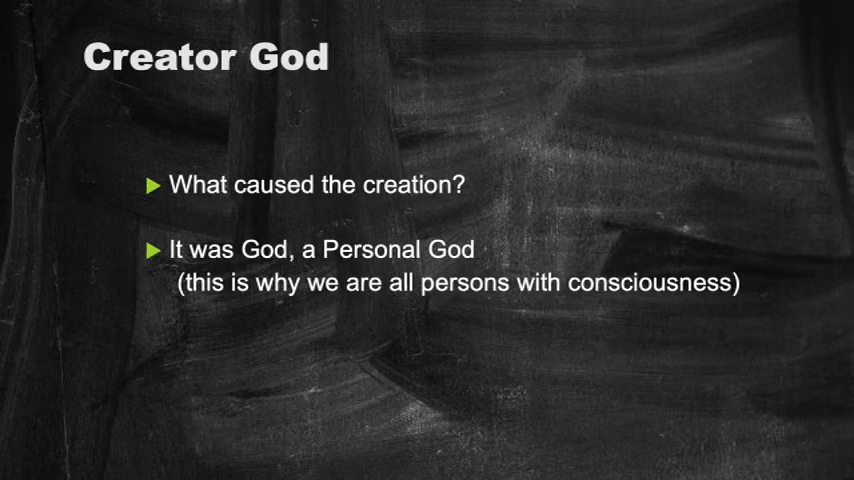 Creator God
What caused the creation?
It was God, a Personal God
(this is why we are all persons with consciousness)